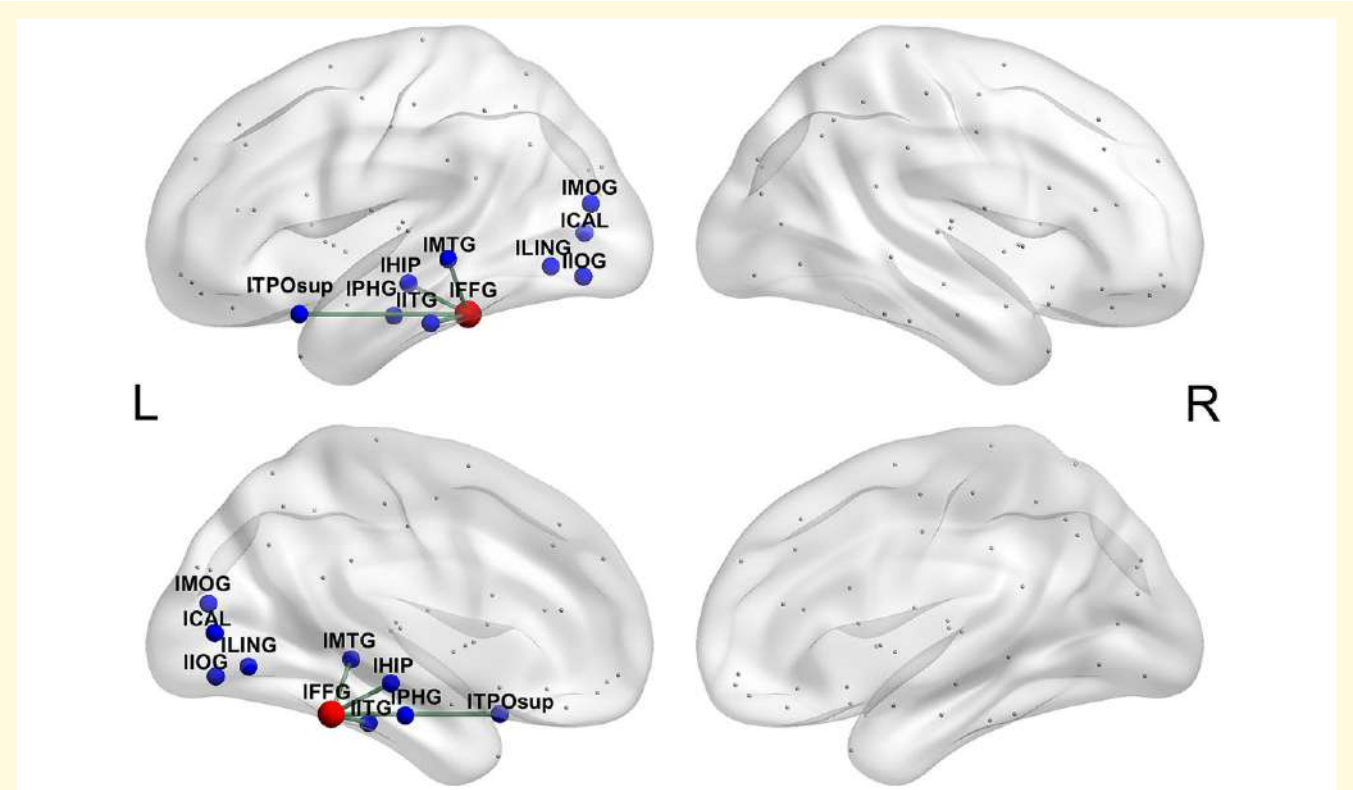 lMOG
lCAL
lLING
lIOG
lMTG
lHIP
lPHG
lITG
lFFG
lTPOsup
L
R
lMOG
lCAL
lLING
lIOG
lMTG
lHIP
lFFG
lPHG
lITG
lTPOsup